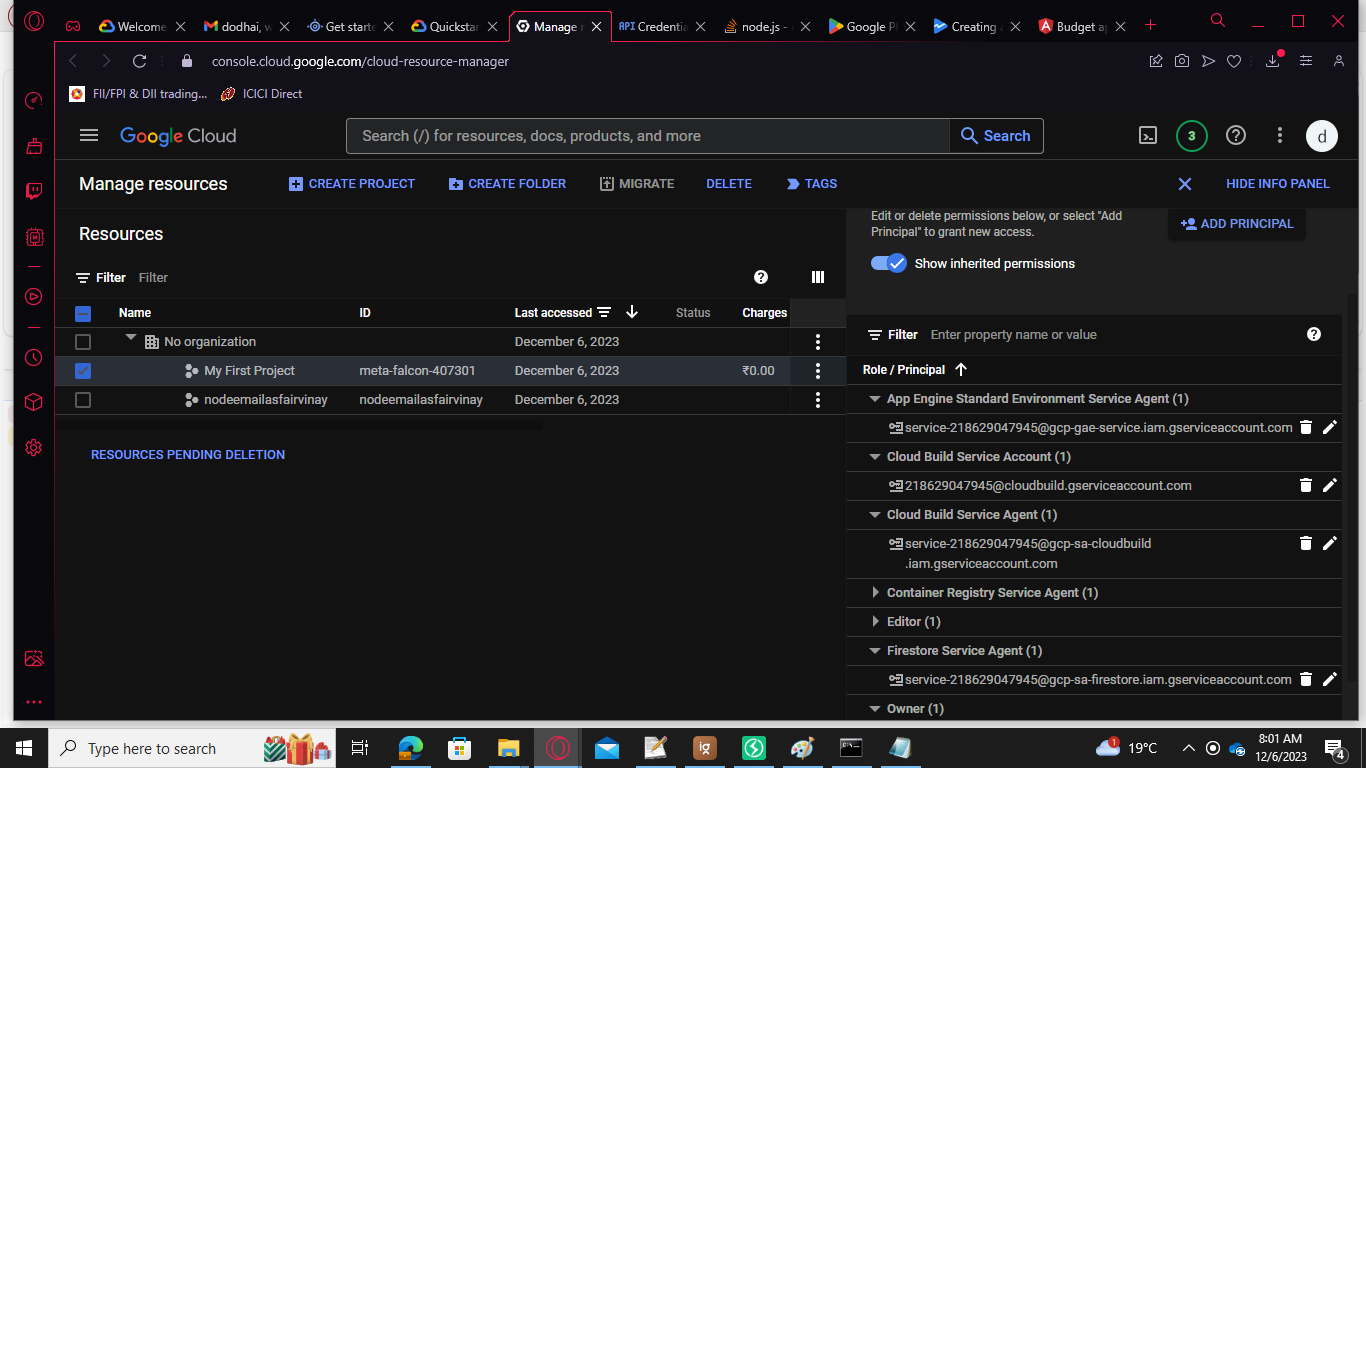 Welcome
dodhai, v
Get starte
Quickstar
Manage r
API Credentia
node.js -
Google Pl
Creating a
Budget a
console.cloud.google.com/cloud-resource-manager
FII/FPI & DII trading...
ICICI Direct
Google Cloud
Search (/) for resources, docs, products, and more
Search
3
d
Manage resources
CREATE PROJECT
CREATE FOLDER
MIGRATE
DELETE
TAGS
HIDE INFO PANEL
Resources
Filter Filter
Name ID Last accessed Status Charges
No organization December 6, 2023
My First Project meta-falcon-407301 December 6, 2023 ₹0.00
nodeemailasfairvinay nodeemailasfairvinay December 6, 2023
RESOURCES PENDING DELETION
Edit or delete permissions below, or select "Add
Principal" to grant new access.
ADD PRINCIPAL
Show inherited permissions
Filter Enter property name or value
Role / Principal
App Engine Standard Environment Service Agent (1)
service-218629047945@gcp-gae-service.iam.gserviceaccount.com
Cloud Build Service Account (1)
218629047945@cloudbuild.gserviceaccount.com
Cloud Build Service Agent (1)
service-218629047945@gcp-sa-cloudbuild
.iam.gserviceaccount.com
Container Registry Service Agent (1)
Editor (1)
Firestore Service Agent (1)
service-218629047945@gcp-sa-firestore.iam.gserviceaccount.com
Owner (1)
Type here to search
ig
1
19°C
8:01 AM
12/6/2023
4